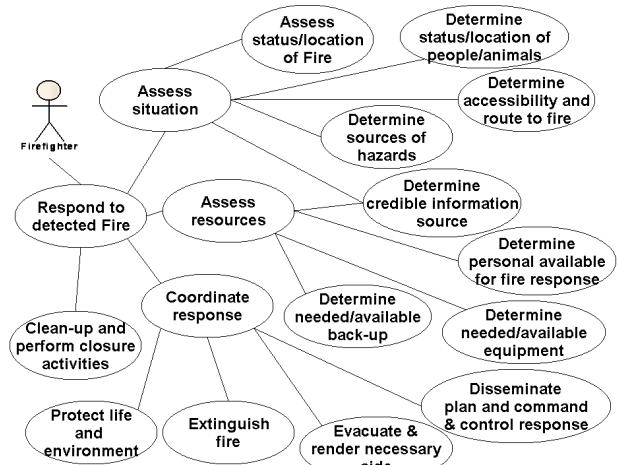 Assess
status/location
of Fire
Determine
status/location of
people/animals
Assess
situation
Determine
accessibility and
route to fire
Determine
sources of
hazards
Firefighter
Respond to
detected Fire
Assess
resources
Determine
credible information
source
Determine
personal available
for fire response
Coordinate
response
Determine
needed/available
back-up
Determine
needed/available
equipment
Clean-up and
perform closure
activities
Disseminate
plan and command
& control response
Protect life
and
environment
Extinguish
fire
Evacuate &
render necessary